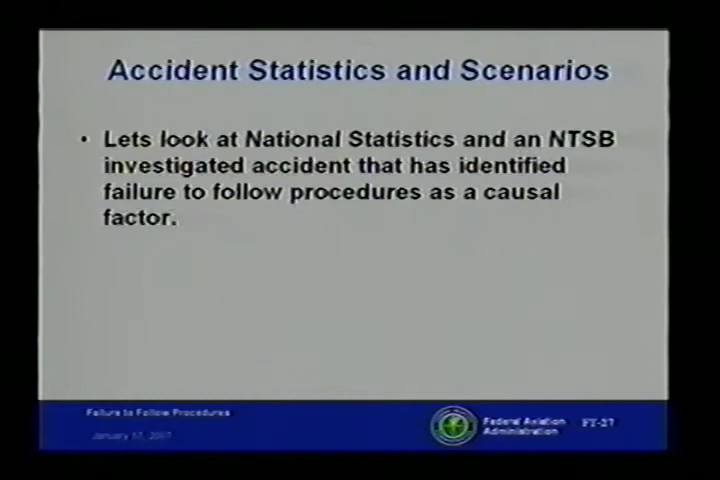 Accident Statistics and Scenarios
• Lets look at National Statistics and an NTSB
investigated accident that has identified
failure to follow procedures as a causal
factor.
Failure to Follow Procedures
January 17, 2007
Federal Aviation
Administration
FT-27